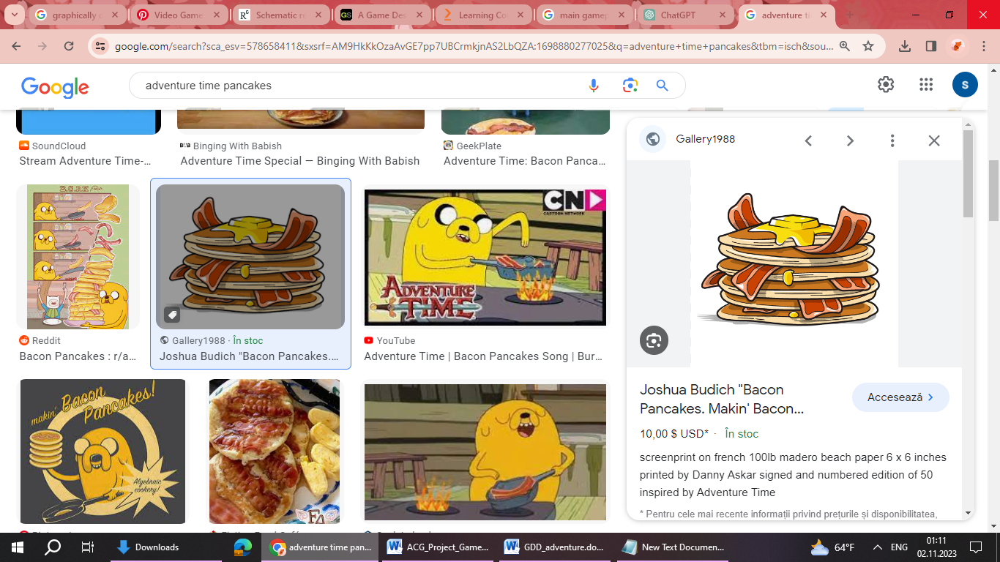 graphically d
Video Game
Schematic re
A Game Des
Learning Co
main gamep
ChatGPT
adventure ti
google.com/search?sca_esv=578658411&sxsrf=AM9HkKkOzaAvGE7pp7UBCrmkjnAS2LbQZA:1698880277025&q=adventure+time+pancakes&tbm=isch&sou...
Google
adventure time pancakes
S
SoundCloud
Stream Adventure Time-...
Binging With Babish
Adventure Time Special — Binging With Babish
GeekPlate
Adventure Time: Bacon Panca...
Reddit
Bacon Pancakes : r/a...
Gallery1988 · În stoc
Joshua Budich "Bacon Pancakes....
CN
CARTOON NETWORK
ADVENTURE
TIME
YouTube
Adventure Time | Bacon Pancakes Song | Bur...
makin' Bacon
Pancakes!
Algebraic
cookery!
Gallery1988
Joshua Budich "Bacon
Pancakes. Makin' Bacon...
Accesează
10,00 $ USD* · În stoc
screenprint on french 100lb madero beach paper 6 x 6 inches
printed by Danny Askar signed and numbered edition of 50
inspired by Adventure Time
* Pentru cele mai recente informații privind prețurile și disponibilitatea,
Downloads
adventure time pan...
ACG_Project_Game...
GDD_adventure.do...
New Text Documen...
64°F
ENG
01:11
02.11.2023